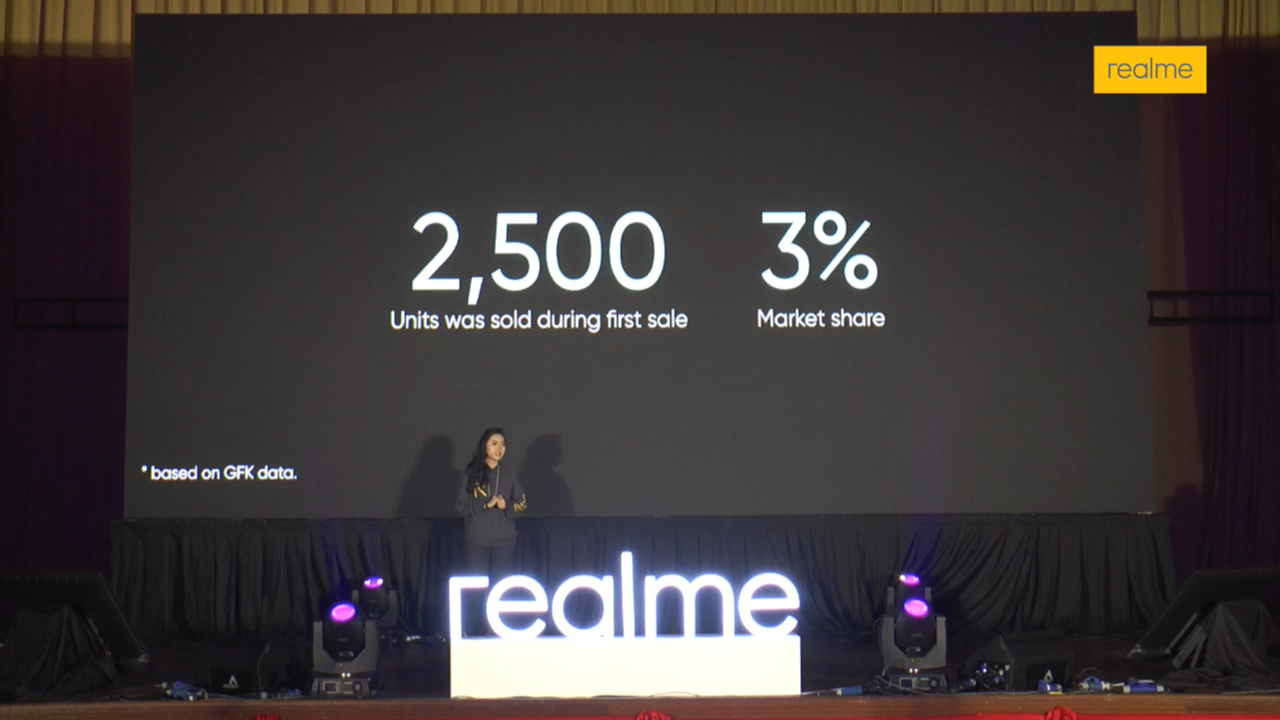 realme
2,500
Units was sold during first sale
3%
Market share
* based on GFK data.
realme